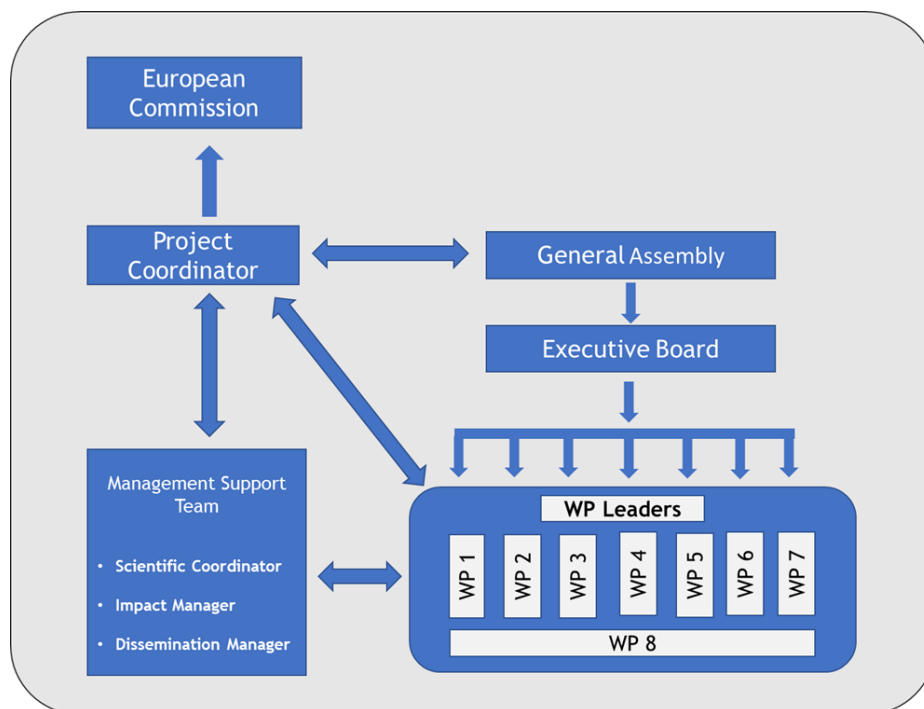 European
Commission
Project
Coordinator
General Assembly
Executive Board
Management Support
Team
• Scientific Coordinator
• Impact Manager
• Dissemination Manager
WP Leaders
WP 1
WP 2
WP 3
WP 4
WP 5
WP 6
WP 7
WP 8